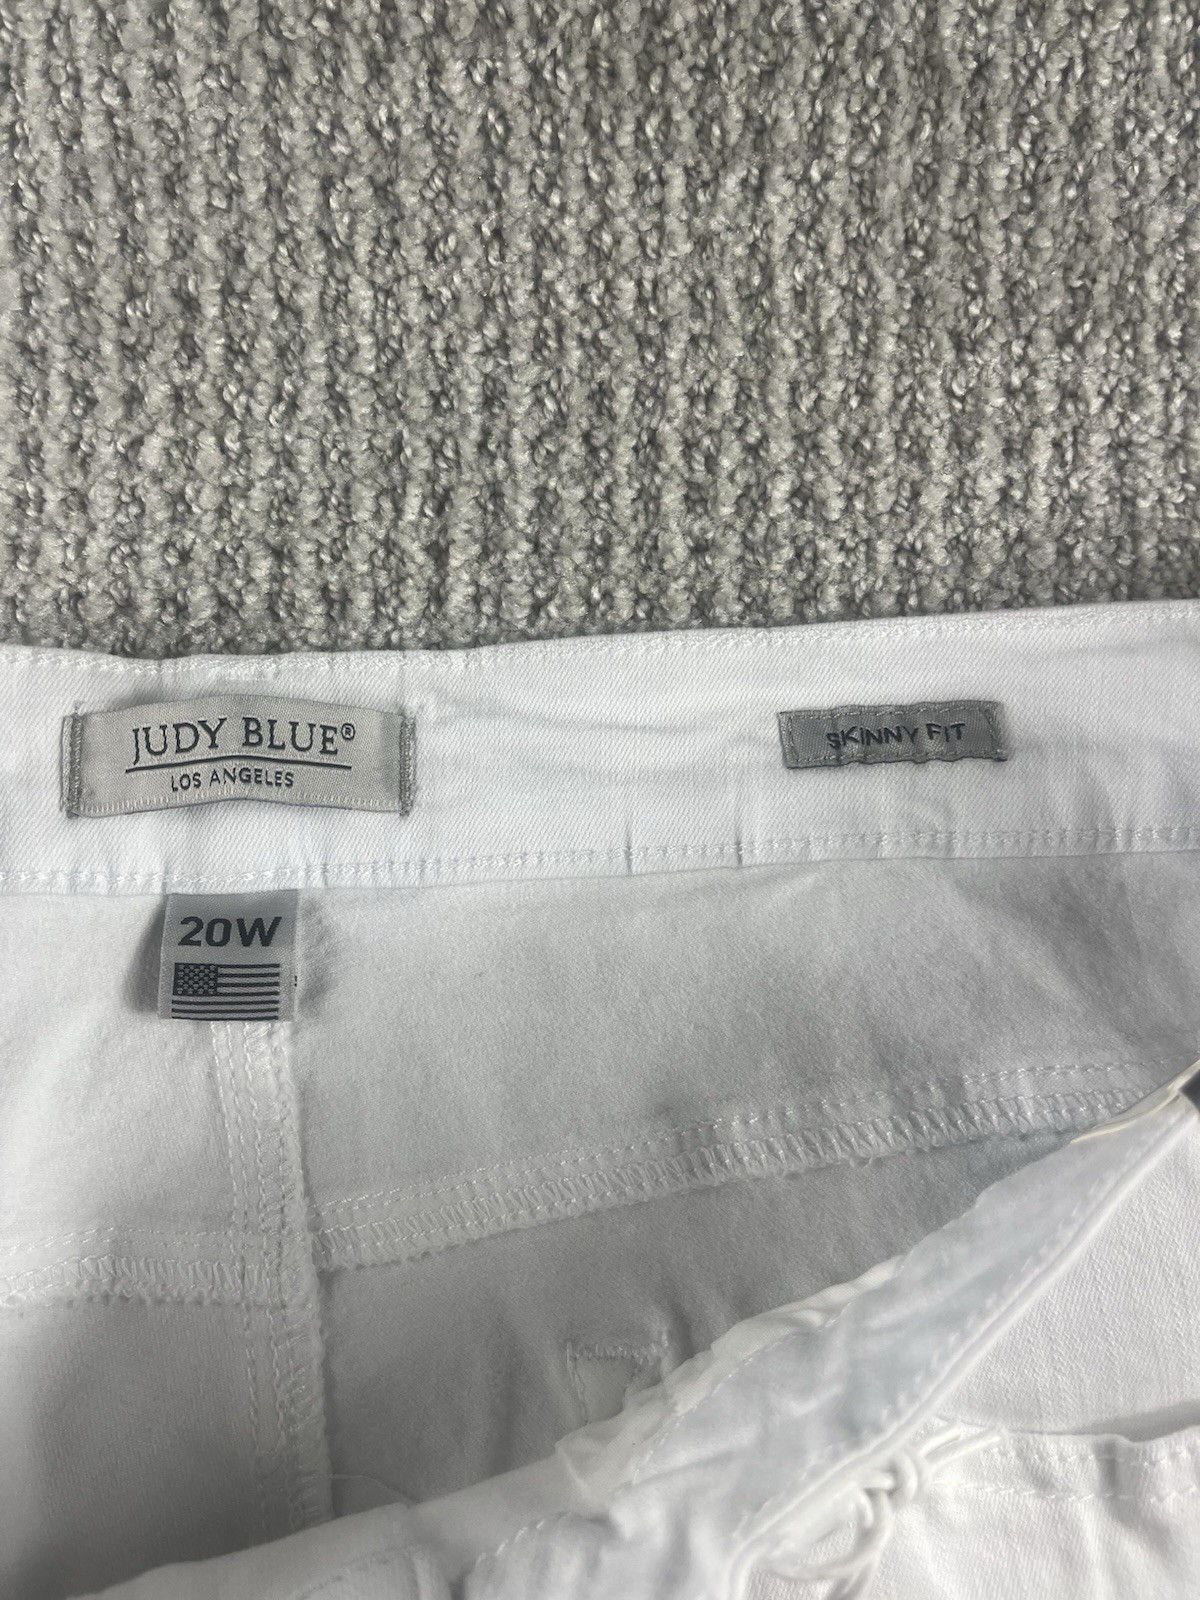 JUDY BLUE®
LOS ANGELES
SKINNY FIT
20W